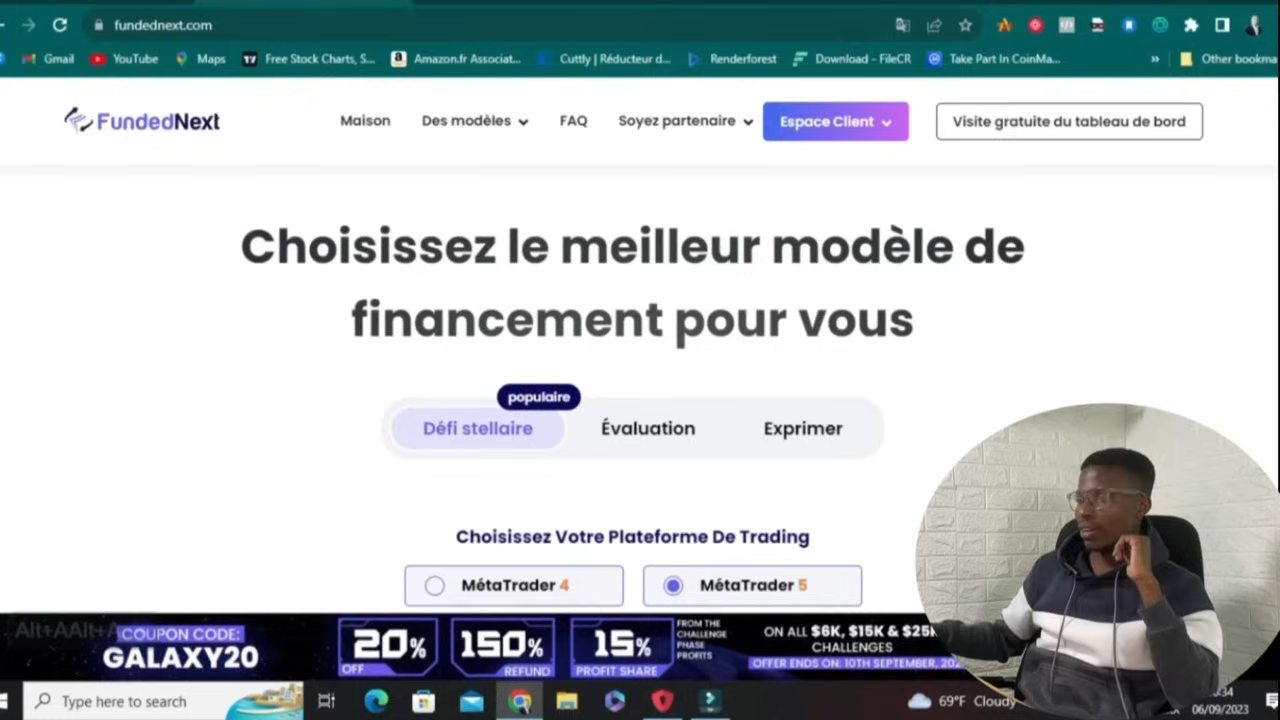 fundednext.com
Gmail
YouTube
Maps
Free Stock Charts, S...
Amazon.fr Associat...
Cuttly | Réducteur d...
Renderforest
Download - FileCR
Take Part In CoinMa...
»
Other bookma
FundedNext
Maison
Des modèles
FAQ
Soyez partenaire
Espace Client
Visite gratuite du tableau de bord
Choisissez le meilleur modèle de
financement pour vous
populaire
Défi stellaire
Évaluation
Exprimer
Choisissez Votre Plateforme De Trading
MétaTrader 4
MétaTrader 5
Alt+AAlt+A
COUPON CODE:
GALAXY20
20%
OFF
150%
REFUND
15%
PROFIT SHARE
FROM THE
CHALLENGE
PHASE
PROFITS
ON ALL $6K, $15K & $25K
CHALLENGES
OFFER ENDS ON: 10TH SEPTEMBER, 202
Type here to search
69°F Cloudy
06/09/2023